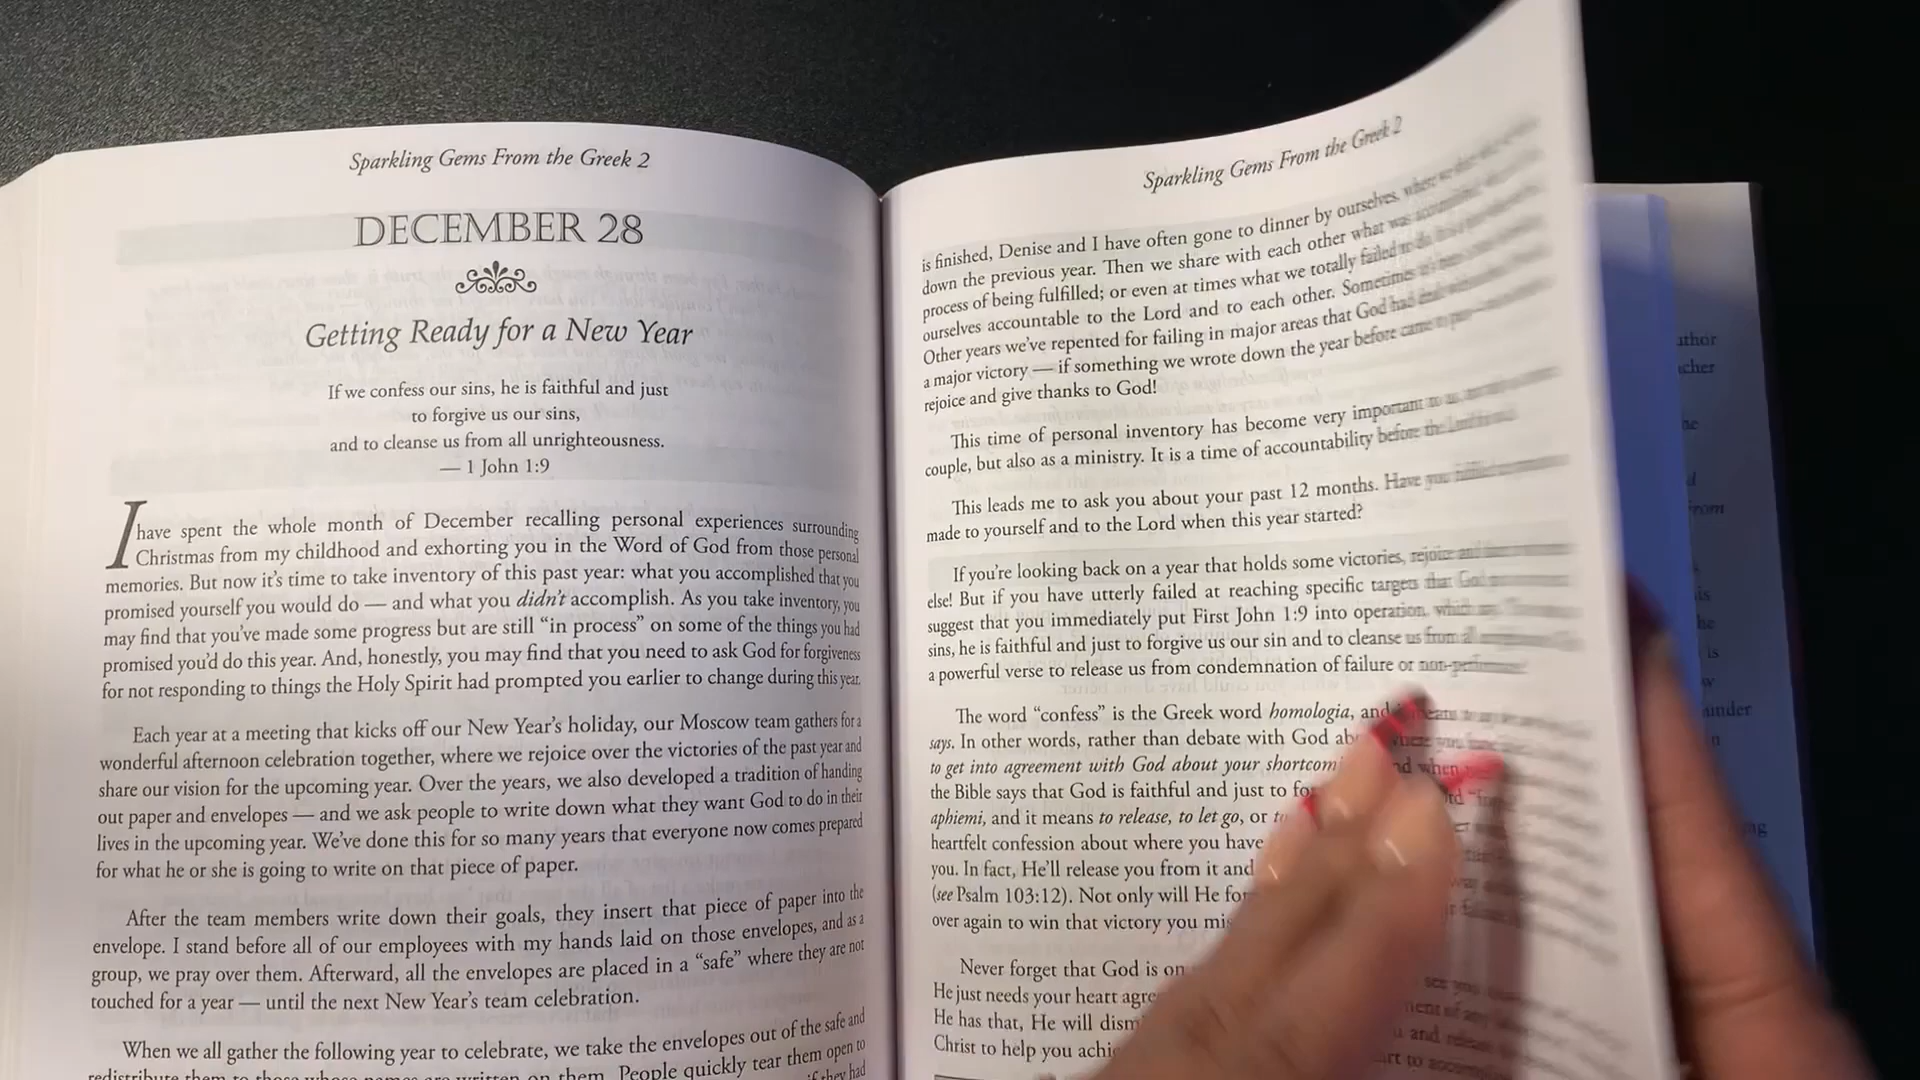 Sparkling Gems From the Greek 2
DECEMBER 28
Getting Ready for a New Year
If we confess our sins, he is faithful and just
to forgive us our sins,
and to cleanse us from all unrighteousness.
— 1 John 1:9
I have spent the whole month of December recalling personal experiences surrounding
Christmas from my childhood and exhorting you in the Word of God from those personal
memories. But now it's time to take inventory of this past year: what you accomplished that you
promised yourself you would do — and what you didn't accomplish. As you take inventory, you
may find that you've made some progress but are still “in process” on some of the things you had
promised you'd do this year. And, honestly, you may find that you need to ask God for forgiveness
for not responding to things the Holy Spirit had prompted you earlier to change during this year.
Each year at a meeting that kicks off our New Year's holiday, our Moscow team gathers for a
wonderful afternoon celebration together, where we rejoice over the victories of the past year and
share our vision for the upcoming year. Over the years, we also developed a tradition of handing
out paper and envelopes — and we ask people to write down what they want God to do in their
lives in the upcoming year. We've done this for so many years that everyone now comes prepared
for what he or she is going to write on that piece of paper.
After the team members write down their goals, they insert that piece of paper into the
envelope. I stand before all of our employees with my hands laid on those envelopes, and as a
group, we pray over them. Afterward, all the envelopes are placed in a “safe” where they are not
touched for a year — until the next New Year's team celebration.
When we all gather the following year to celebrate, we take the envelopes out of the safe and
redistribute them to those whose names are written on them. People quickly tear them open to
if they had
Sparkling Gems From the Greek 2
is finished, Denise and I have often gone to dinner by ourselves, where we
down the previous year. Then we share with each other what was
process of being fulfilled; or even at times what we totally failed to do.
ourselves accountable to the Lord and to each other. Sometimes
Other years we've repented for failing in major areas that God had
a major victory — if something we wrote down the year before came to
rejoice and give thanks to God!
This time of personal inventory has become very important to us
couple, but also as a ministry. It is a time of accountability before the
This leads me to ask you about your past 12 months. Have you
made to yourself and to the Lord when this year started?
If you're looking back on a year that holds some victories, rejoice and
else! But if you have utterly failed at reaching specific targets that God
suggest that you immediately put First John 1:9 into operation, which
sins, he is faithful and just to forgive us our sin and to cleanse us from all
a powerful verse to release us from condemnation of failure or
The word “confess” is the Greek word homologia, and means to
says. In other words, rather than debate with God where you
to get into agreement with God about your and when
the Bible says that God is faithful and just to
aphiemi, and it means to release, to let go, or
heartfelt confession about where you have
you. In fact, He'll release you from it and
(see Psalm 103:12). Not only will He
over again to win that victory you
Never forget that God is on
He just needs your heart
He has that, He will
Christ to help you
see you
and release
under
is